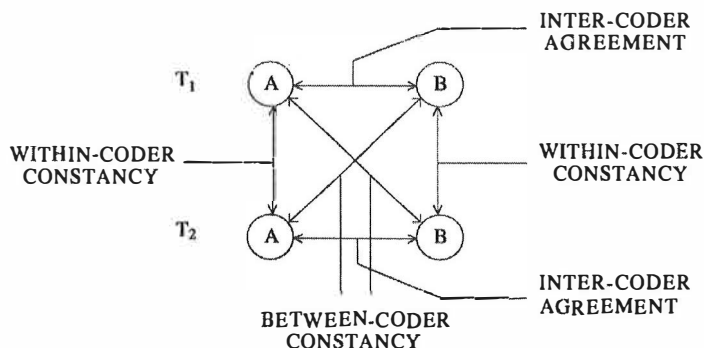 INTER-CODER
AGREEMENT
T₁
A
B
WITHIN-CODER
CONSTANCY
WITHIN-CODER
CONSTANCY
T₂
A
B
INTER-CODER
AGREEMENT
BETWEEN-CODER
CONSTANCY